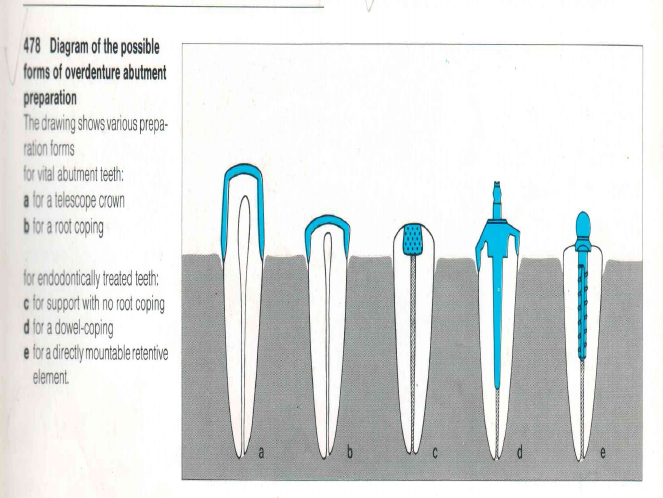 478 Diagram of the possible
forms of overdenture abutment
preparation
The drawing shows various prepa-
ration forms
for vital abutment teeth:
a for a telescope crown
b for a root coping
for endodontically treated teeth:
c for support with no root coping
d for a dowel-coping
e for a directly mountable retentive
element.
a b c d e